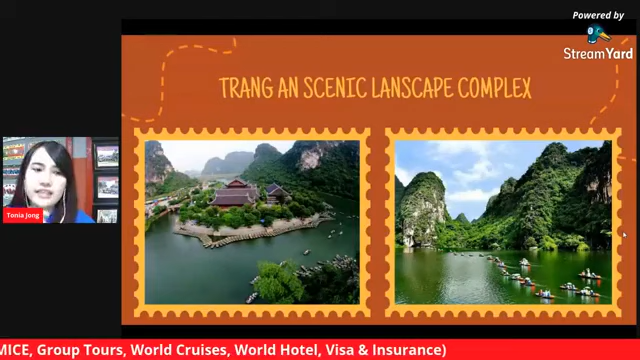 Powered by
StreamYard
TRANG AN SCENIC LANSCAPE COMPLEX
Tonia Jong
MICE, Group Tours, World Cruises, World Hotel, Visa & Insurance)